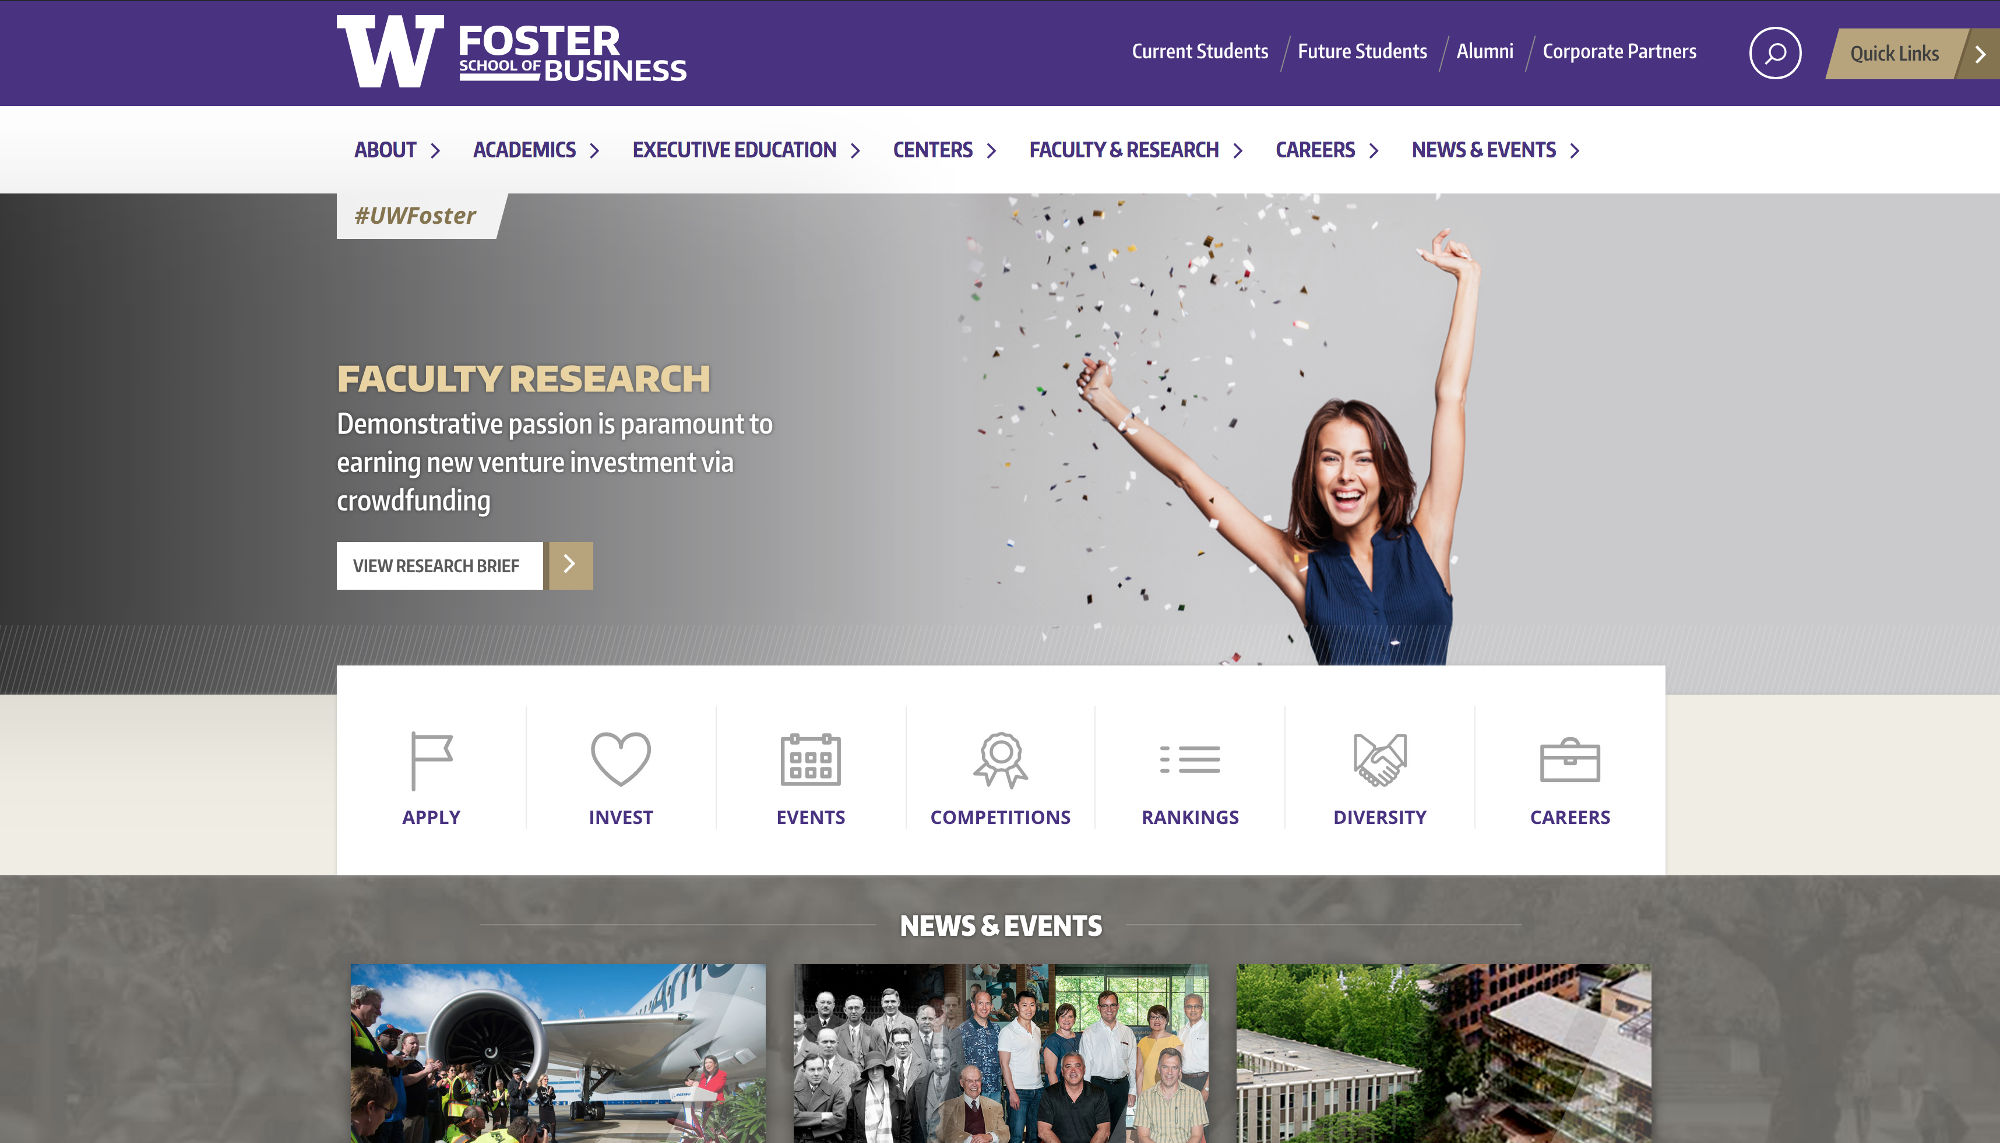 W FOSTER
SCHOOL OF BUSINESS
Current Students
Future Students
Alumni
Corporate Partners
Quick Links
ABOUT
ACADEMICS
EXECUTIVE EDUCATION
CENTERS
FACULTY & RESEARCH
CAREERS
NEWS & EVENTS
#UWFoster
FACULTY RESEARCH
Demonstrative passion is paramount to
earning new venture investment via
crowdfunding
VIEW RESEARCH BRIEF
APPLY
INVEST
EVENTS
COMPETITIONS
RANKINGS
DIVERSITY
CAREERS
NEWS & EVENTS